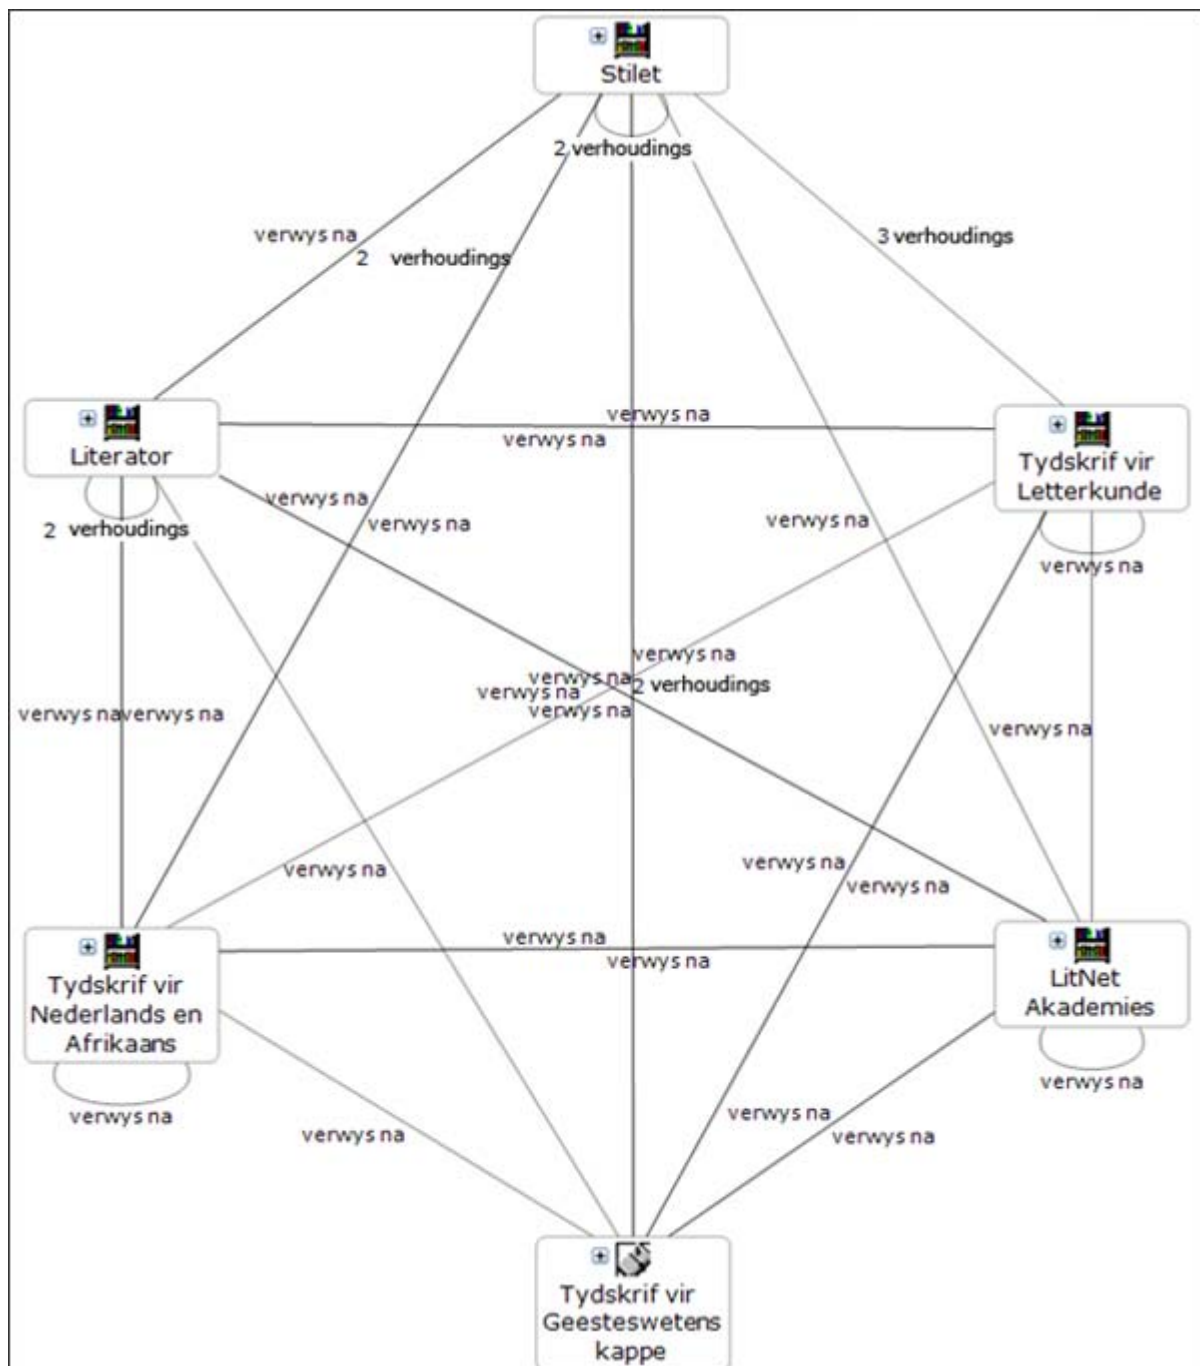 Stilet
2 verhoudings
verwys na
3 verhoudings
2 verhoudings
verwys na
verwys na
Literator
Tydskrif vir
Letterkunde
verwys na
verwys na
verwys na
2 verhoudings
verwys na
verwys na
2 verhoudings
verwys na
verwys na
verwys na
verwys na
verwys na
verwys na
verwys na
verwys na
verwys na
verwys na
verwys na
Tydskrif vir
Nederlands en
Afrikaans
LitNet
Akademies
verwys na
verwys na
verwys na
verwys na
verwys na
Tydskrif vir
Geesteswetens
kappe